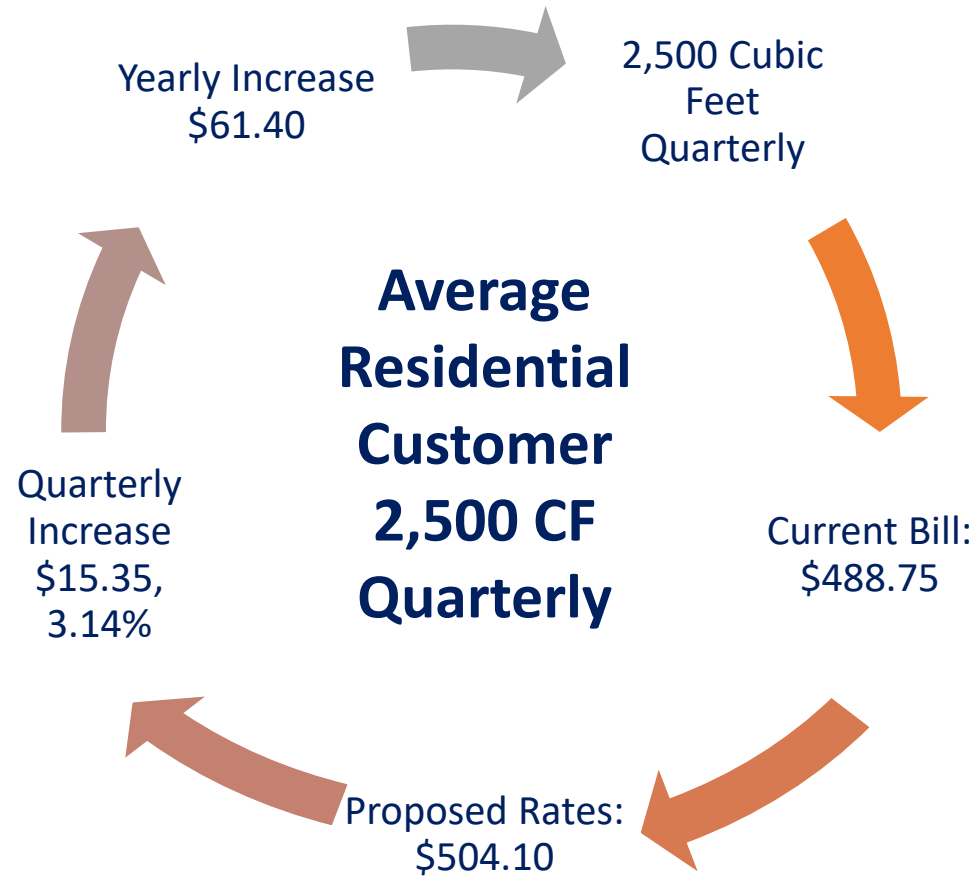 Yearly Increase
$61.40
2,500 Cubic
Feet
Quarterly
Average
Residential
Customer
2,500 CF
Quarterly
Quarterly
Increase
$15.35,
3.14%
Current Bill:
$488.75
Proposed Rates:
$504.10